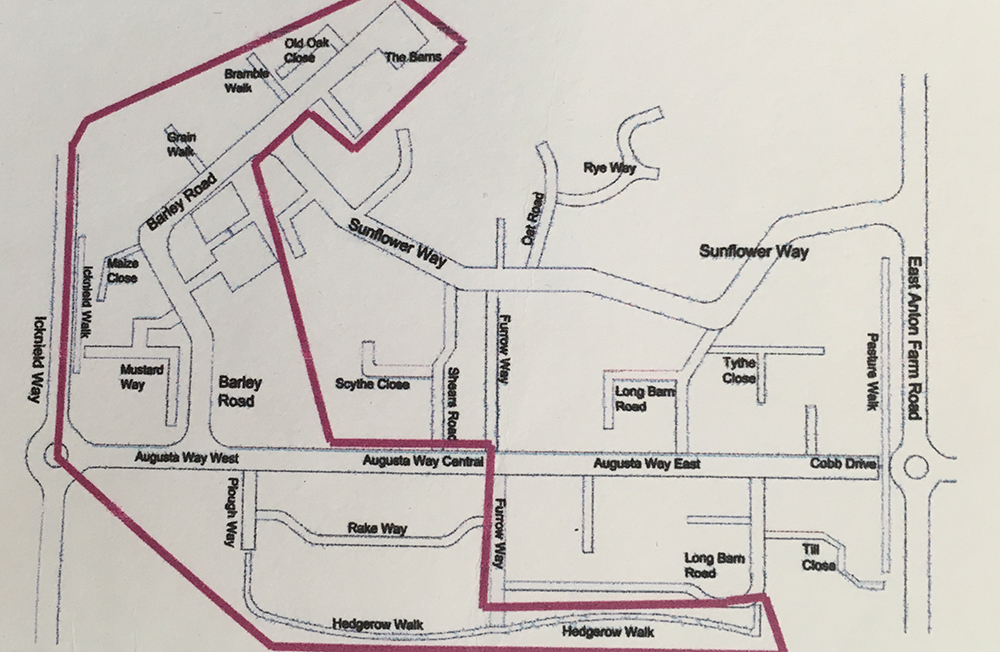 Old Oak
Close
The Barns
Bramble
Walk
Grain
Walk
Barley Road
Rye Way
Oat Road
Sunflower Way
Sunflower Way
Maize
Close
Icknield Walk
Icknield Way
East Anton Farm Road
Furrow Way
Pasture Walk
Mustard
Way
Barley
Road
Scythe Close
Shears Road
Tythe
Close
Long Barn
Road
Augusta Way West
Augusta Way Central
Augusta Way East
Cobb Drive
Plough Way
Rake Way
Furrow Way
Long Barn
Road
Till
Close
Hedgerow Walk
Hedgerow Walk